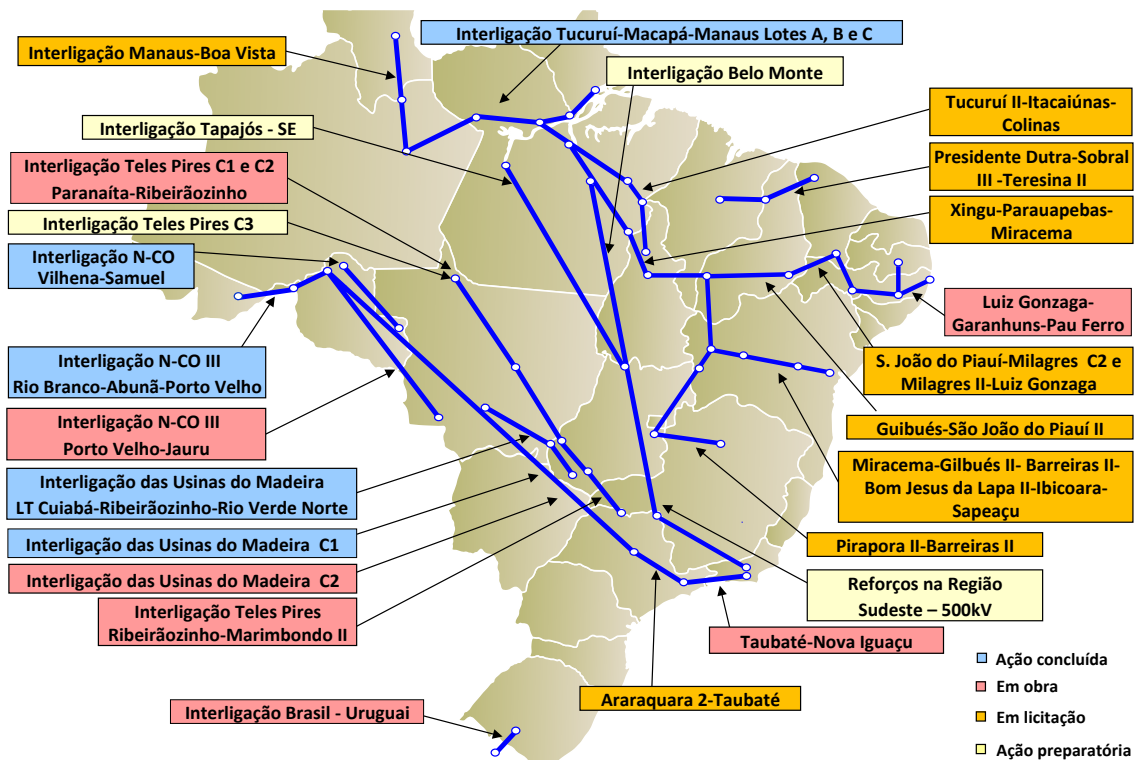 Interligação Tucuruí-Macapá-Manaus Lotes A, B e C
Interligação Manaus-Boa Vista
Interligação Belo Monte
Tucuruí II-Itacaiúnas-
Colinas
Interligação Tapajós - SE
Presidente Dutra-Sobral
III -Teresina II
Interligação Teles Pires C1 e C2
Paranaíta-Ribeirãozinho
Xingu-Parauapebas-
Miracema
Interligação Teles Pires C3
Interligação N-CO
Vilhena-Samuel
Luiz Gonzaga-
Garanhuns-Pau Ferro
Interligação N-CO III
Rio Branco-Abunã-Porto Velho
S. João do Piauí-Milagres C2 e
Milagres II-Luiz Gonzaga
Interligação N-CO III
Porto Velho-Jauru
Guibués-São João do Piauí II
Interligação das Usinas do Madeira
LT Cuiabá-Ribeirãozinho-Rio Verde Norte
Miracema-Gilbués II- Barreiras II-
Bom Jesus da Lapa II-Ibicoara-
Sapeaçu
Interligação das Usinas do Madeira C1
Pirapora II-Barreiras II
Interligação das Usinas do Madeira C2
Reforços na Região
Sudeste – 500kV
Interligação Teles Pires
Ribeirãozinho-Marimbondo II
Taubaté-Nova Iguaçu
Araraquara 2-Taubaté
Interligação Brasil - Uruguai
Ação concluída
Em obra
Em licitação
Ação preparatória